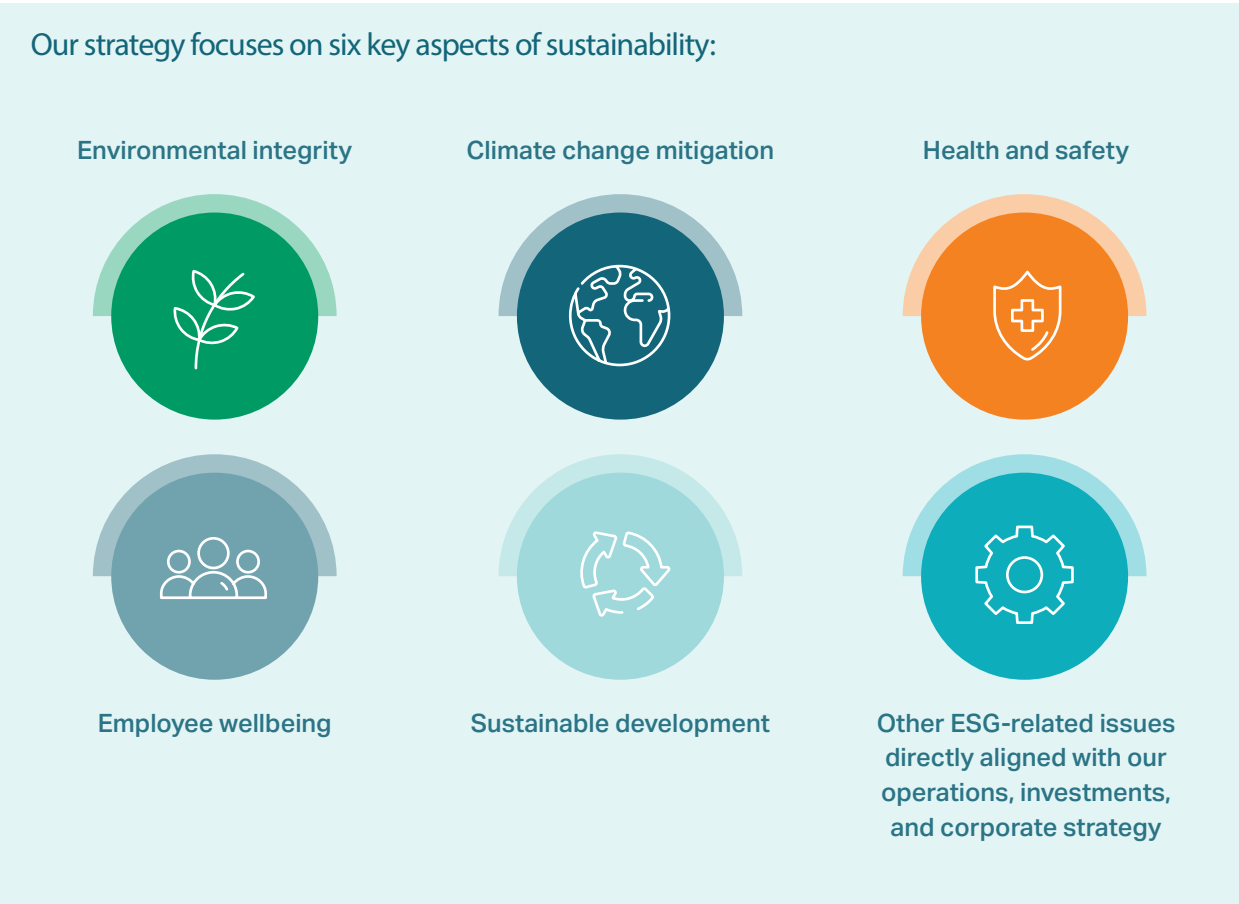 Our strategy focuses on six key aspects of sustainability:
Environmental integrity
Climate change mitigation
Health and safety
Employee wellbeing
Sustainable development
Other ESG-related issues
directly aligned with our
operations, investments,
and corporate strategy